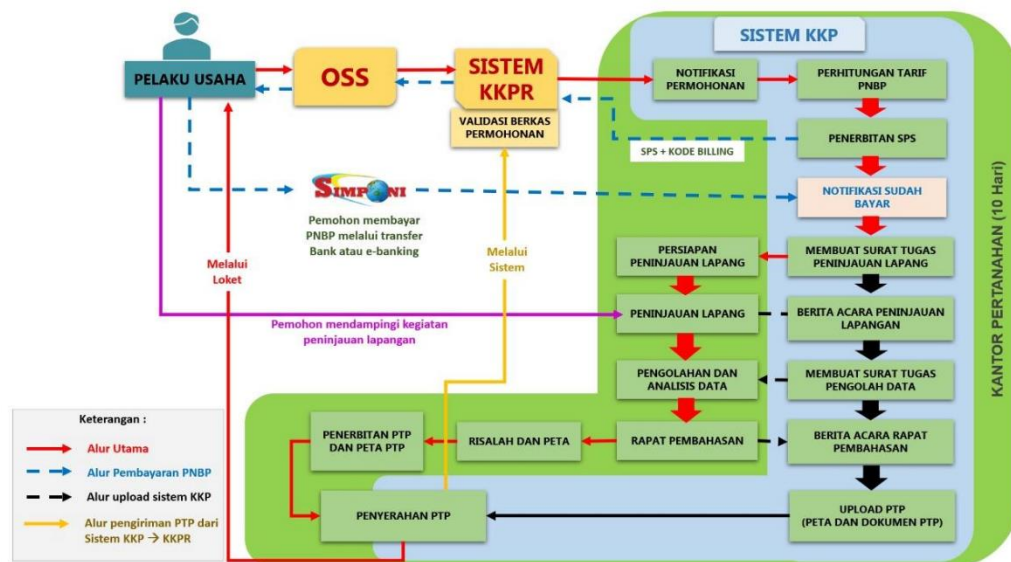 SISTEM KKP
PELAKU USAHA
OSS
SISTEM
KKPR
VALIDASI BERKAS
PERMOHONAN
NOTIFIKASI
PERMOHONAN
PERHITUNGAN TARIF
PNBP
PENERBITAN SPS
SPS + KODE BILLING
NOTIFIKASI SUDAH
BAYAR
SIMPONI
Pemohon membayar
PNBP melalui transfer
Bank atau e-banking
Melalui
Loket
Melalui
Sistem
PERSIAPAN
PENINJAUAN LAPANG
MEMBUAT SURAT TUGAS
PENINJAUAN LAPANG
PENINJAUAN LAPANG
BERITA ACARA PENINJAUAN
LAPANGAN
Pemohon mendampingi kegiatan
peninjauan lapangan
PENGOLAHAN DAN
ANALISIS DATA
MEMBUAT SURAT TUGAS
PENGOLAH DATA
PENERBITAN PTP
DAN PETA PTP
RISALAH DAN PETA
RAPAT PEMBAHASAN
BERITA ACARA RAPAT
PEMBAHASAN
PENYERAHAN PTP
UPLOAD PTP
(PETA DAN DOKUMEN PTP)
KANTOR PERTANAHAN (10 Hari)
Keterangan :
Alur Utama
Alur Pembayaran PNBP
Alur upload sistem KKP
Alur pengiriman PTP dari
Sistem KKP → KKPR